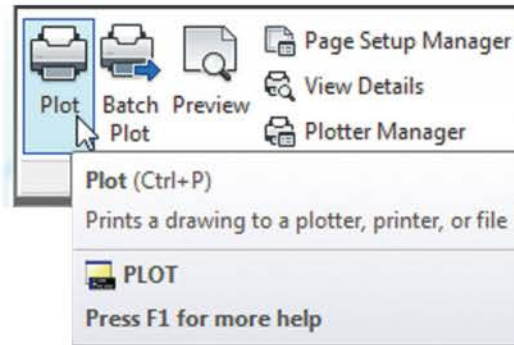 Plot
Batch
Plot
Preview
Page Setup Manager
View Details
Plotter Manager
Plot (Ctrl+P)
Prints a drawing to a plotter, printer, or file
PLOT
Press F1 for more help